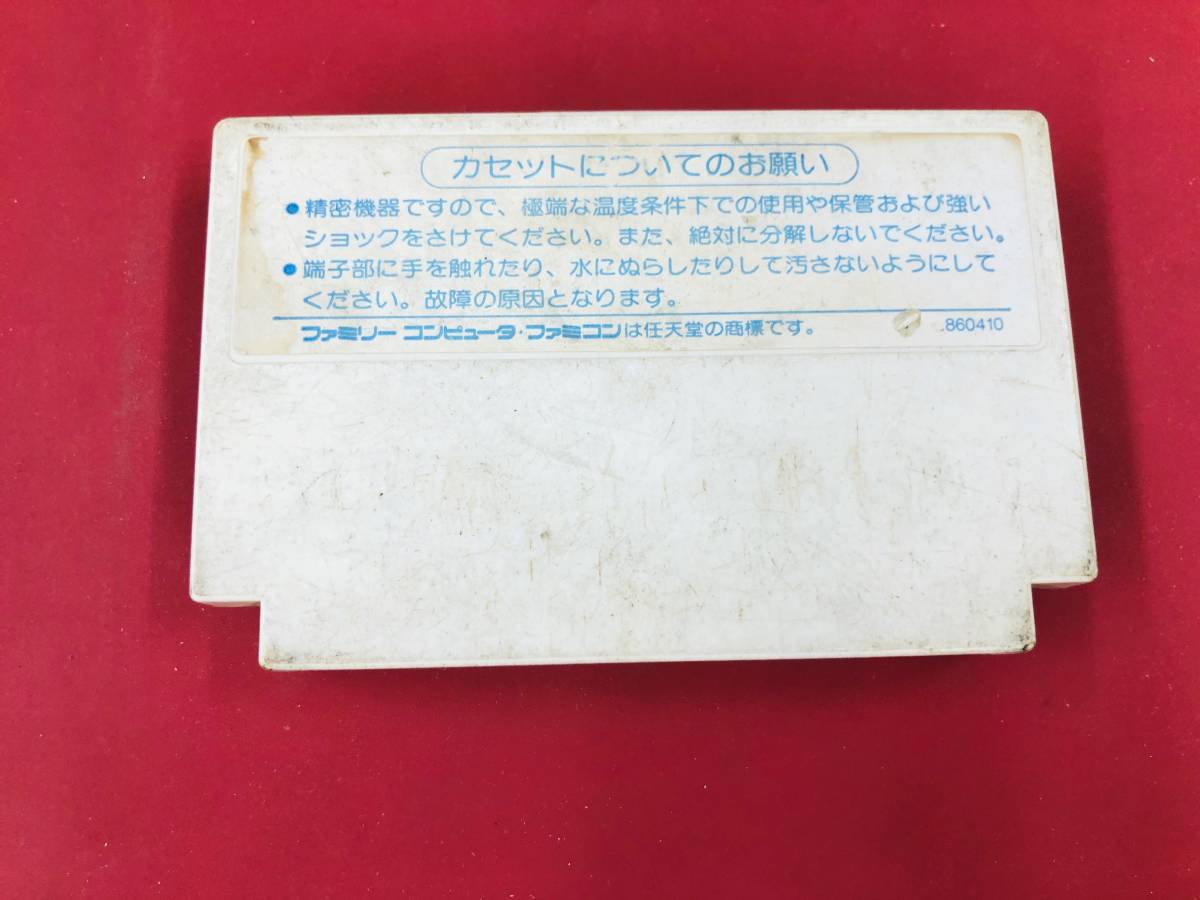 カセットについてのお願い
●精密機器ですので、極端な温度条件下での使用や保管および強い
ショックをさけてください。また、絶対に分解しないでください。
●端子部に手を触れたり、水にぬらしたりして汚さないようにして
ください。故障の原因となります。
ファミリーコンピュータ・ファミコンは任天堂の商標です。 .860410